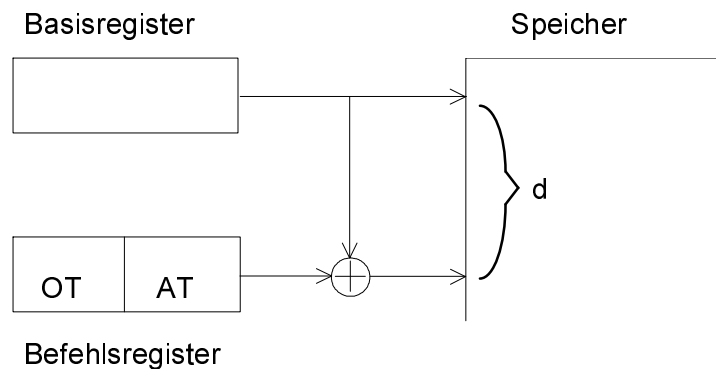 Basisregister
Speicher
d
OT
AT
Befehlsregister